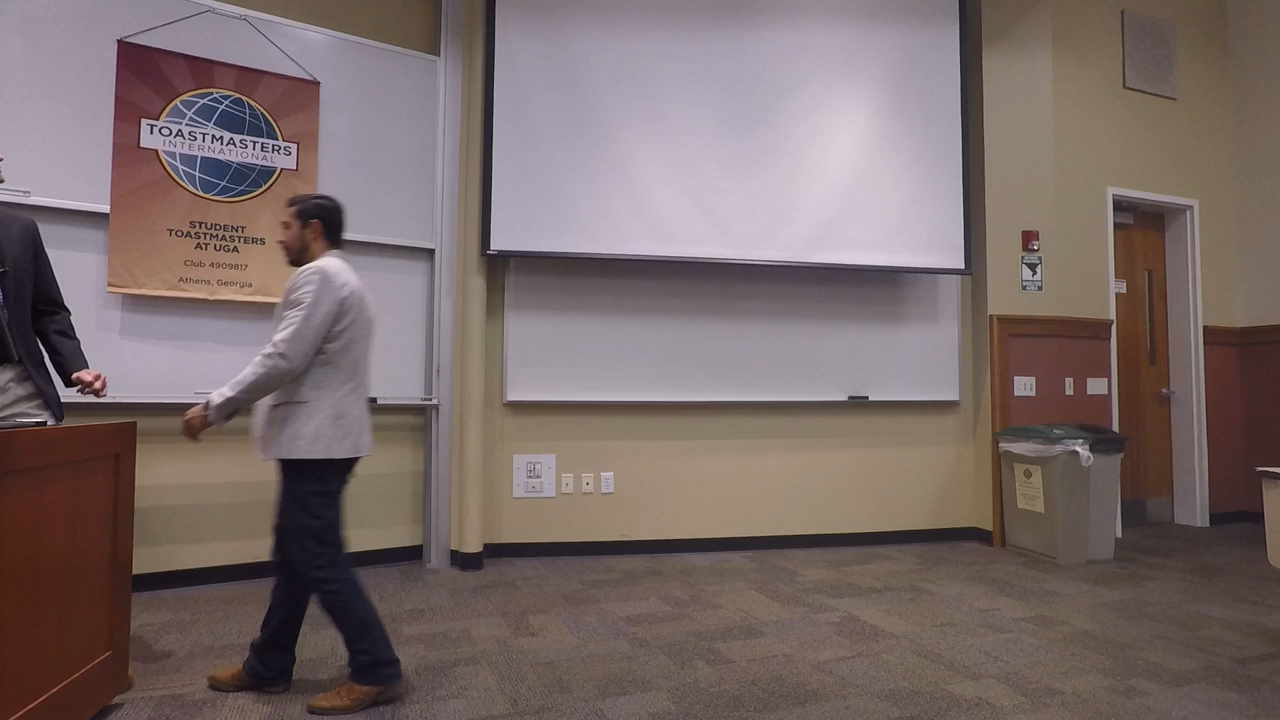 TOASTMASTERS
INTERNATIONAL
STUDENT
TOASTMASTERS
AT UGA
Club 4909817
Athens, Georgia
SHELTER
AREA